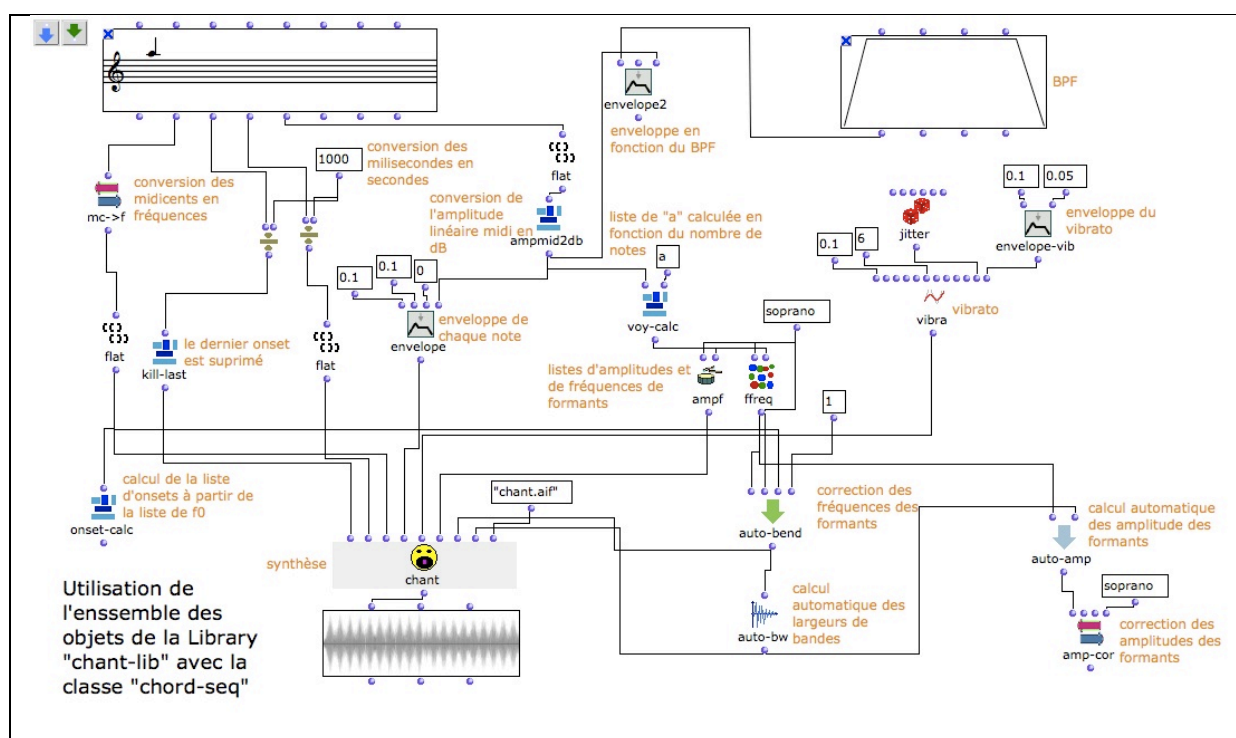 BPF
envelope2
enveloppe en
fonction du BPF
1000
conversion des
milisecondes en
secondes
flat
conversion des
midicents en
fréquences
mc->f
conversion de
l'amplitude
linéaire midi en
dB
ampmid2db
liste de "a" calculée en
fonction du nombre de
notes
a
voy-calc
0.1
0.05
enveloppe du
vibrato
envelope-vib
jitter
0.1
6
vibra
vibrato
0.1
0.1
0
enveloppe de
chaque note
envelope
flat
le dernier onset
est suprimé
kill-last
flat
soprano
listes d'amplitudes et
de fréquences de
formants
ampf
ffreq
1
calcul de la liste
d'onsets à partir de
la liste de f0
onset-calc
"chant.aif"
correction des
fréquences des
formants
auto-bend
calcul automatique
des amplitude des
formants
auto-amp
synthèse
chant
calcul
automatique des
largeurs de
bandes
auto-bw
soprano
correction des
amplitudes des
formants
amp-cor
Utilisation de
l'enssemble des
objets de la Library
"chant-lib" avec la
classe "chord-seq"